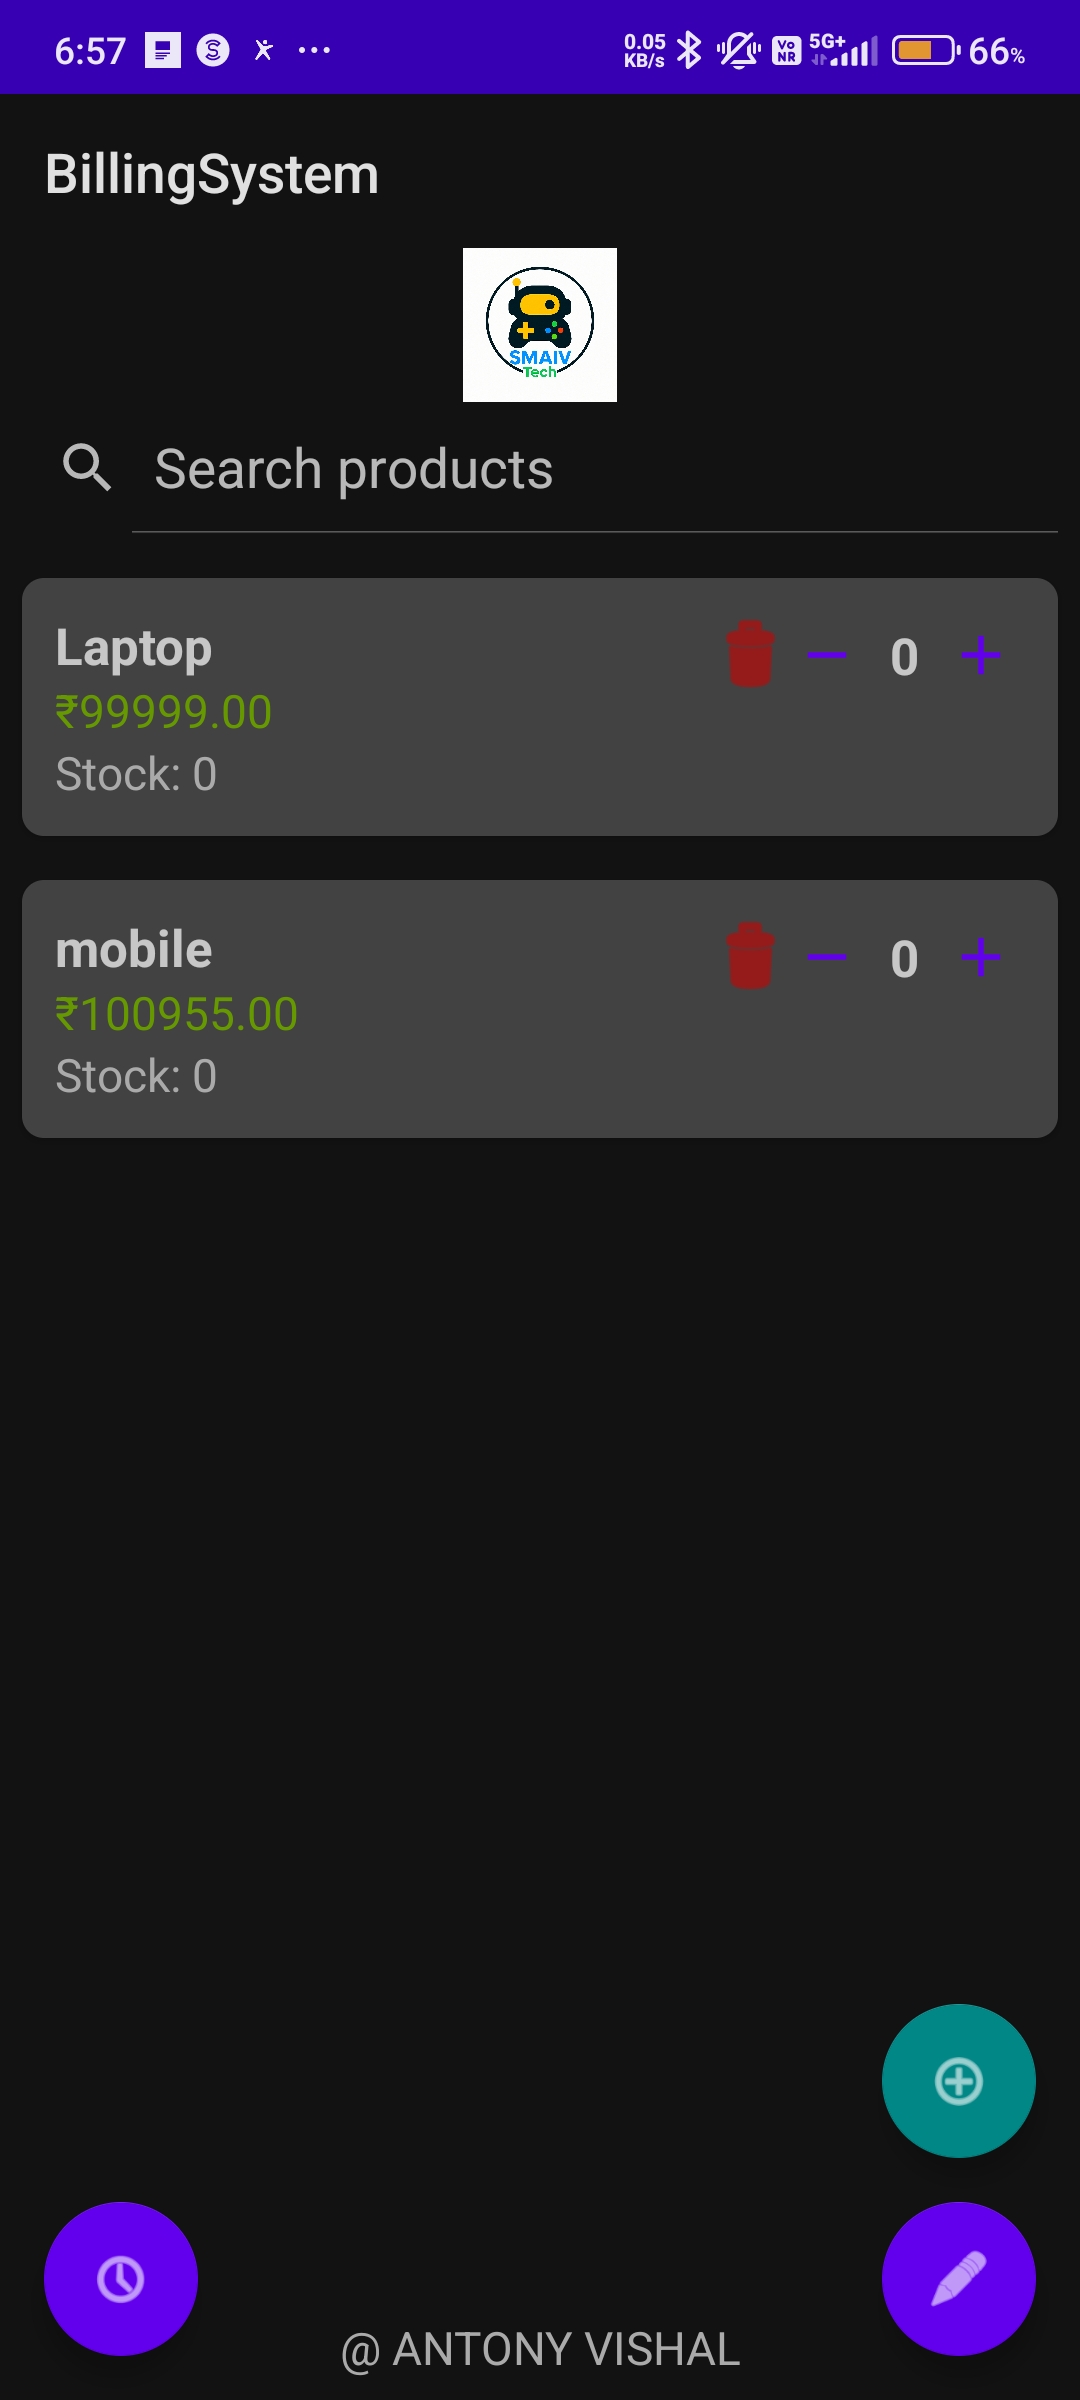 6:57
0.05 KB/s Vo NR 5G+ 66%
BillingSystem
SMAIV
Tech
Search products
Laptop
0
₹99999.00
Stock: 0
mobile
0
₹100955.00
Stock: 0
@ ANTONY VISHAL